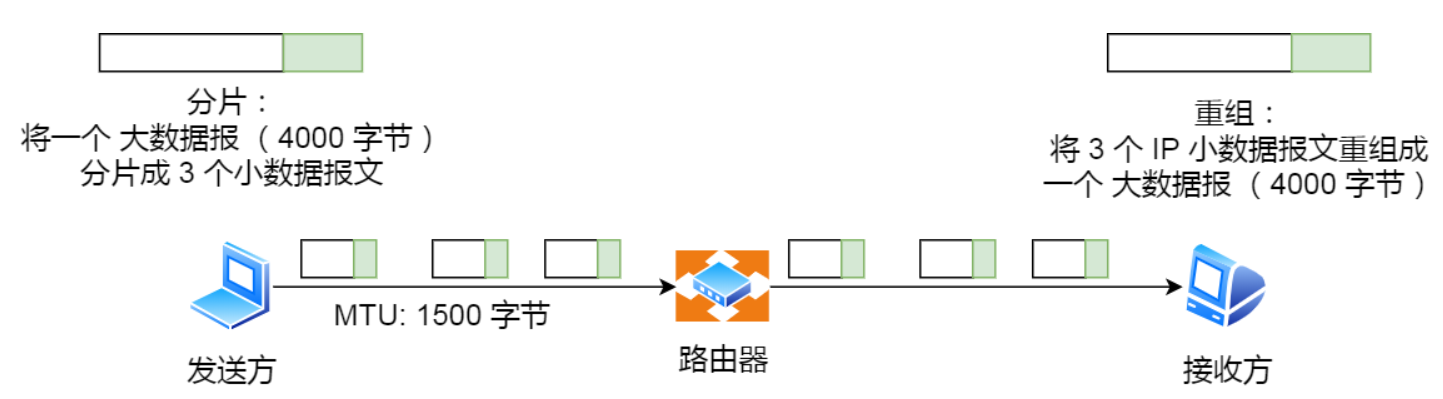 分片：
将一个 大数据报 （ 4000 字节 ）
分片成 3 个小数据报文
重组：
将 3 个 IP 小数据报文重组成
一个 大数据报 （ 4000 字节 ）
MTU: 1500 字节
发送方
路由器
接收方